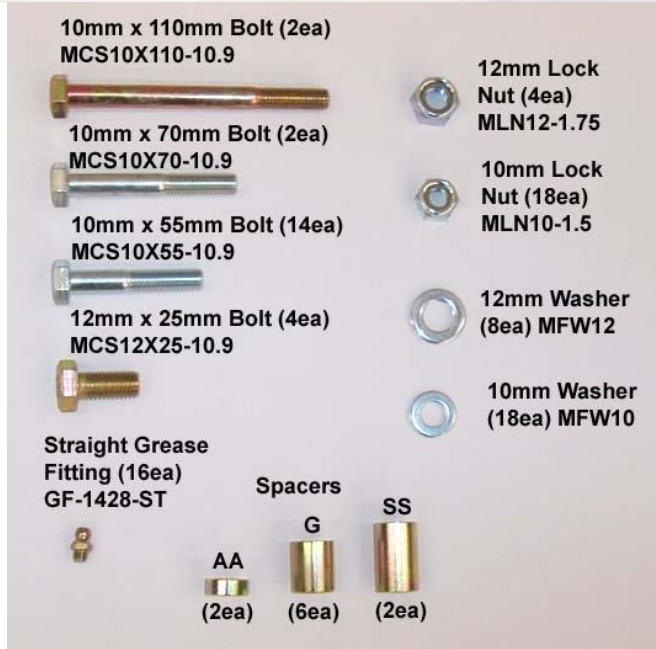 10mm x 110mm Bolt (2ea)
MCS10X110-10.9
10mm x 70mm Bolt (2ea)
MCS10X70-10.9
10mm x 55mm Bolt (14ea)
MCS10X55-10.9
12mm x 25mm Bolt (4ea)
MCS12X25-10.9
Straight Grease
Fitting (16ea)
GF-1428-ST
12mm Lock
Nut (4ea)
MLN12-1.75
10mm Lock
Nut (18ea)
MLN10-1.5
12mm Washer
(8ea) MFW12
10mm Washer
(18ea) MFW10
Spacers
AA
(2ea)
G
(6ea)
SS
(2ea)